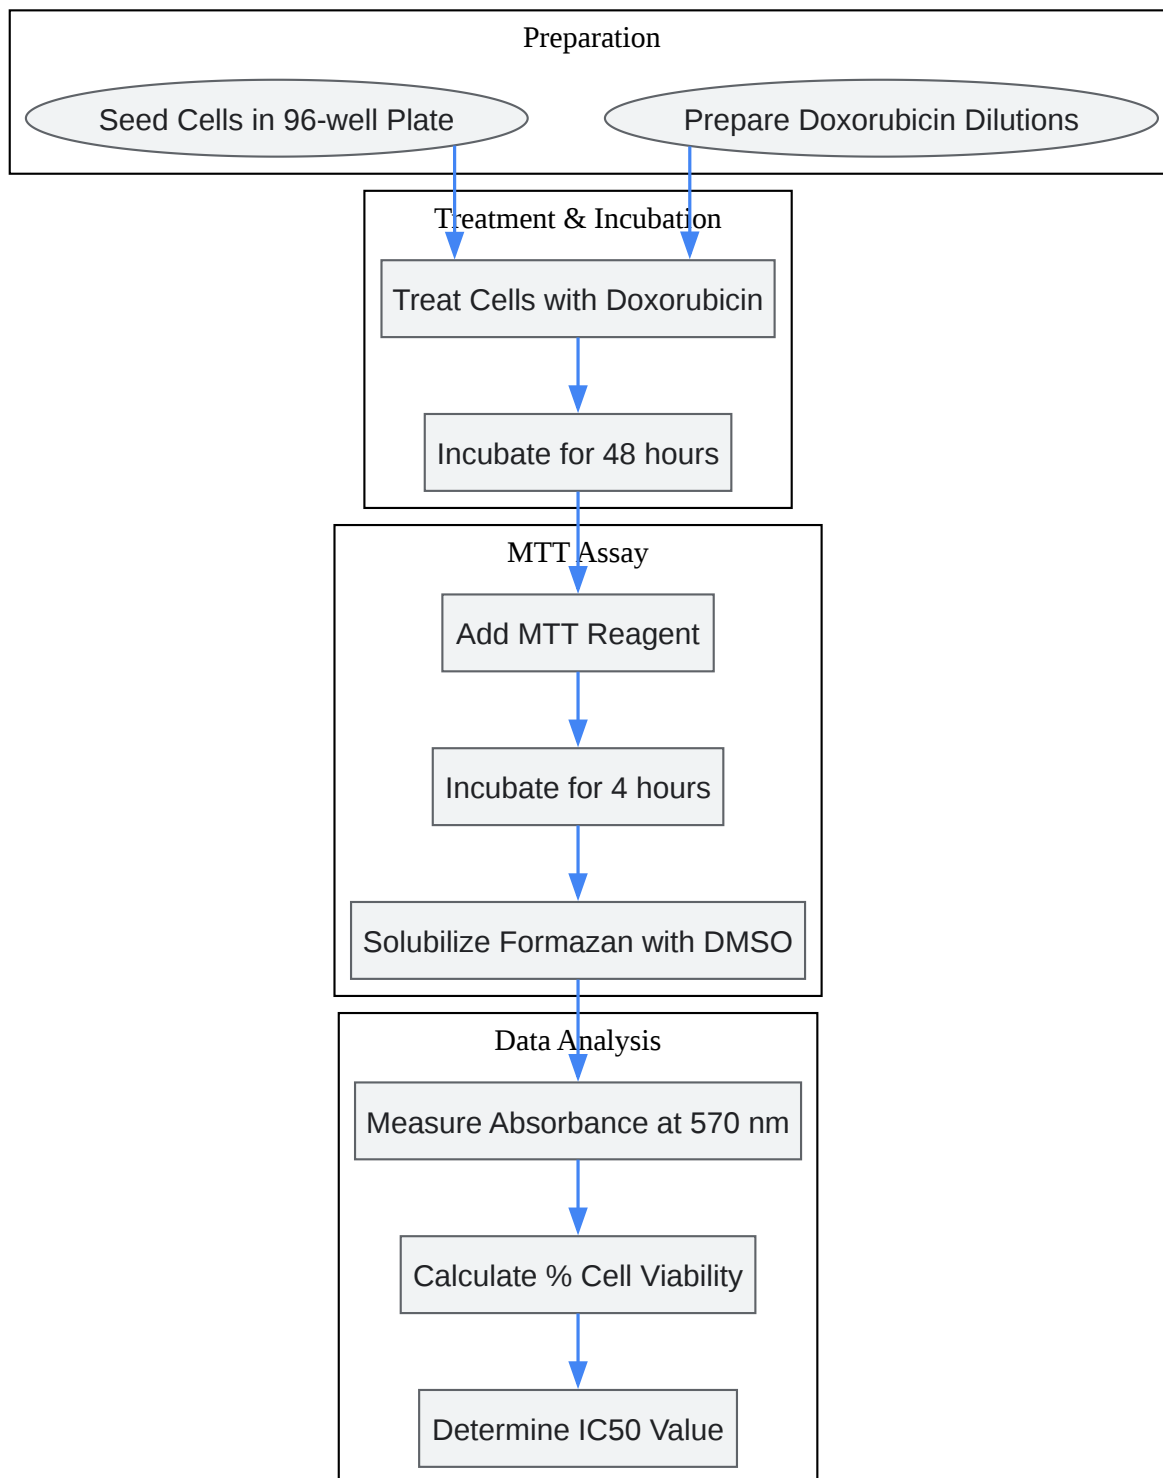 Preparation
Seed Cells in 96-well Plate
Prepare Doxorubicin Dilutions
Treatment & Incubation
Treat Cells with Doxorubicin
Incubate for 48 hours
MTT Assay
Add MTT Reagent
Incubate for 4 hours
Solubilize Formazan with DMSO
Data Analysis
Measure Absorbance at 570 nm
Calculate % Cell Viability
Determine IC50 Value